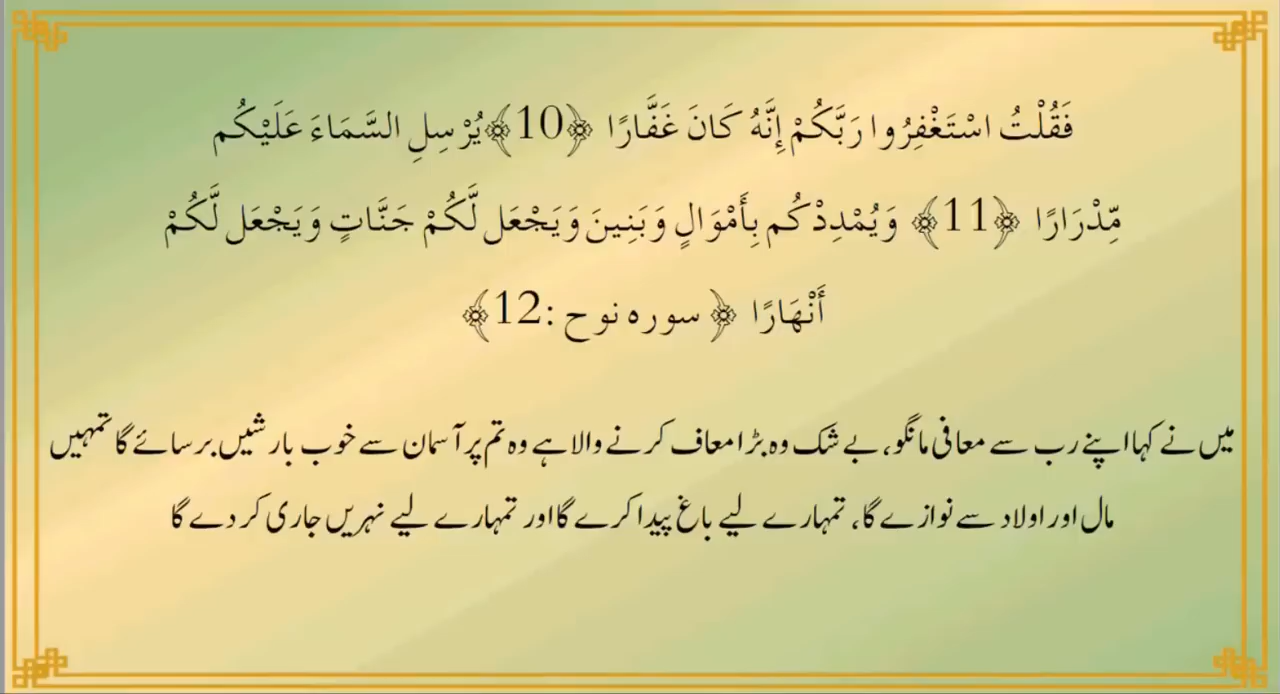 فَقُلْتُ اسْتَغْفِرُوا رَبَّكُمْ إِنَّهُ كَانَ غَفَّارًا ﴿10﴾يُرْسِلِ السَّمَاءَ عَلَيْكُم
مِّدْرَارًا ﴿11﴾ وَيُمْدِدْكُم بِأَمْوَالٍ وَبَنِينَ وَيَجْعَل لَّكُمْ جَنَّاتٍ وَيَجْعَل لَّكُمْ
أَنْهَارًا ﴿ سوره نوح :12﴾
میں نے کہا اپنے رب سے معافی مانگو، بے شک وہ بڑا معاف کرنے والا ہے وہ تم پر آسمان سے خوب بارشیں برسائے گا تمہیں
مال اور اولاد سے نوازے گا، تمہارے لیے باغ پیدا کرے گا اور تمہارے لیے نہریں جاری کر دے گا